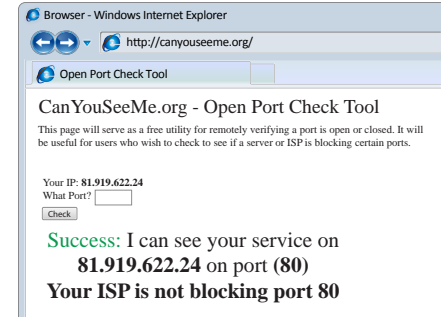 Browser - Windows Internet Explorer
http://canyouseeme.org/
Open Port Check Tool
CanYouSeeMe.org - Open Port Check Tool
This page will serve as a free utility for remotely verifying a port is open or closed. It will
be useful for users who wish to check to see if a server or ISP is blocking certain ports.
Your IP: 81.919.622.24
What Port?
Check
Success: I can see your service on
81.919.622.24 on port (80)
Your ISP is not blocking port 80